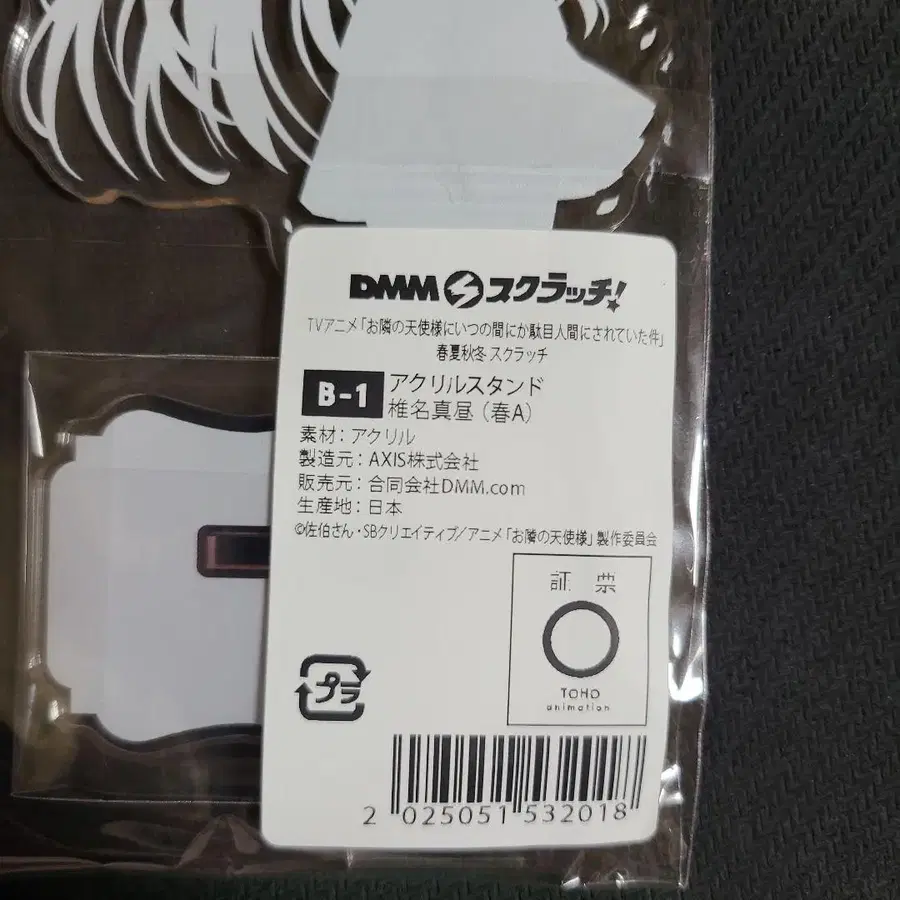 DMMスクラッチ!
TVアニメ「お隣の天使様にいつの間にか駄目人間にされていた件」
春夏秋冬 スクラッチ
B-1 アクリルスタンド
椎名真昼（春A）
素材：アクリル
製造元：AXIS株式会社
販売元：合同会社DMM.com
生産地：日本
©佐伯さん・SBクリエイティブ/アニメ「お隣の天使様」製作委員会
証 票
TOHO
animation
プラ
2 025051 532018